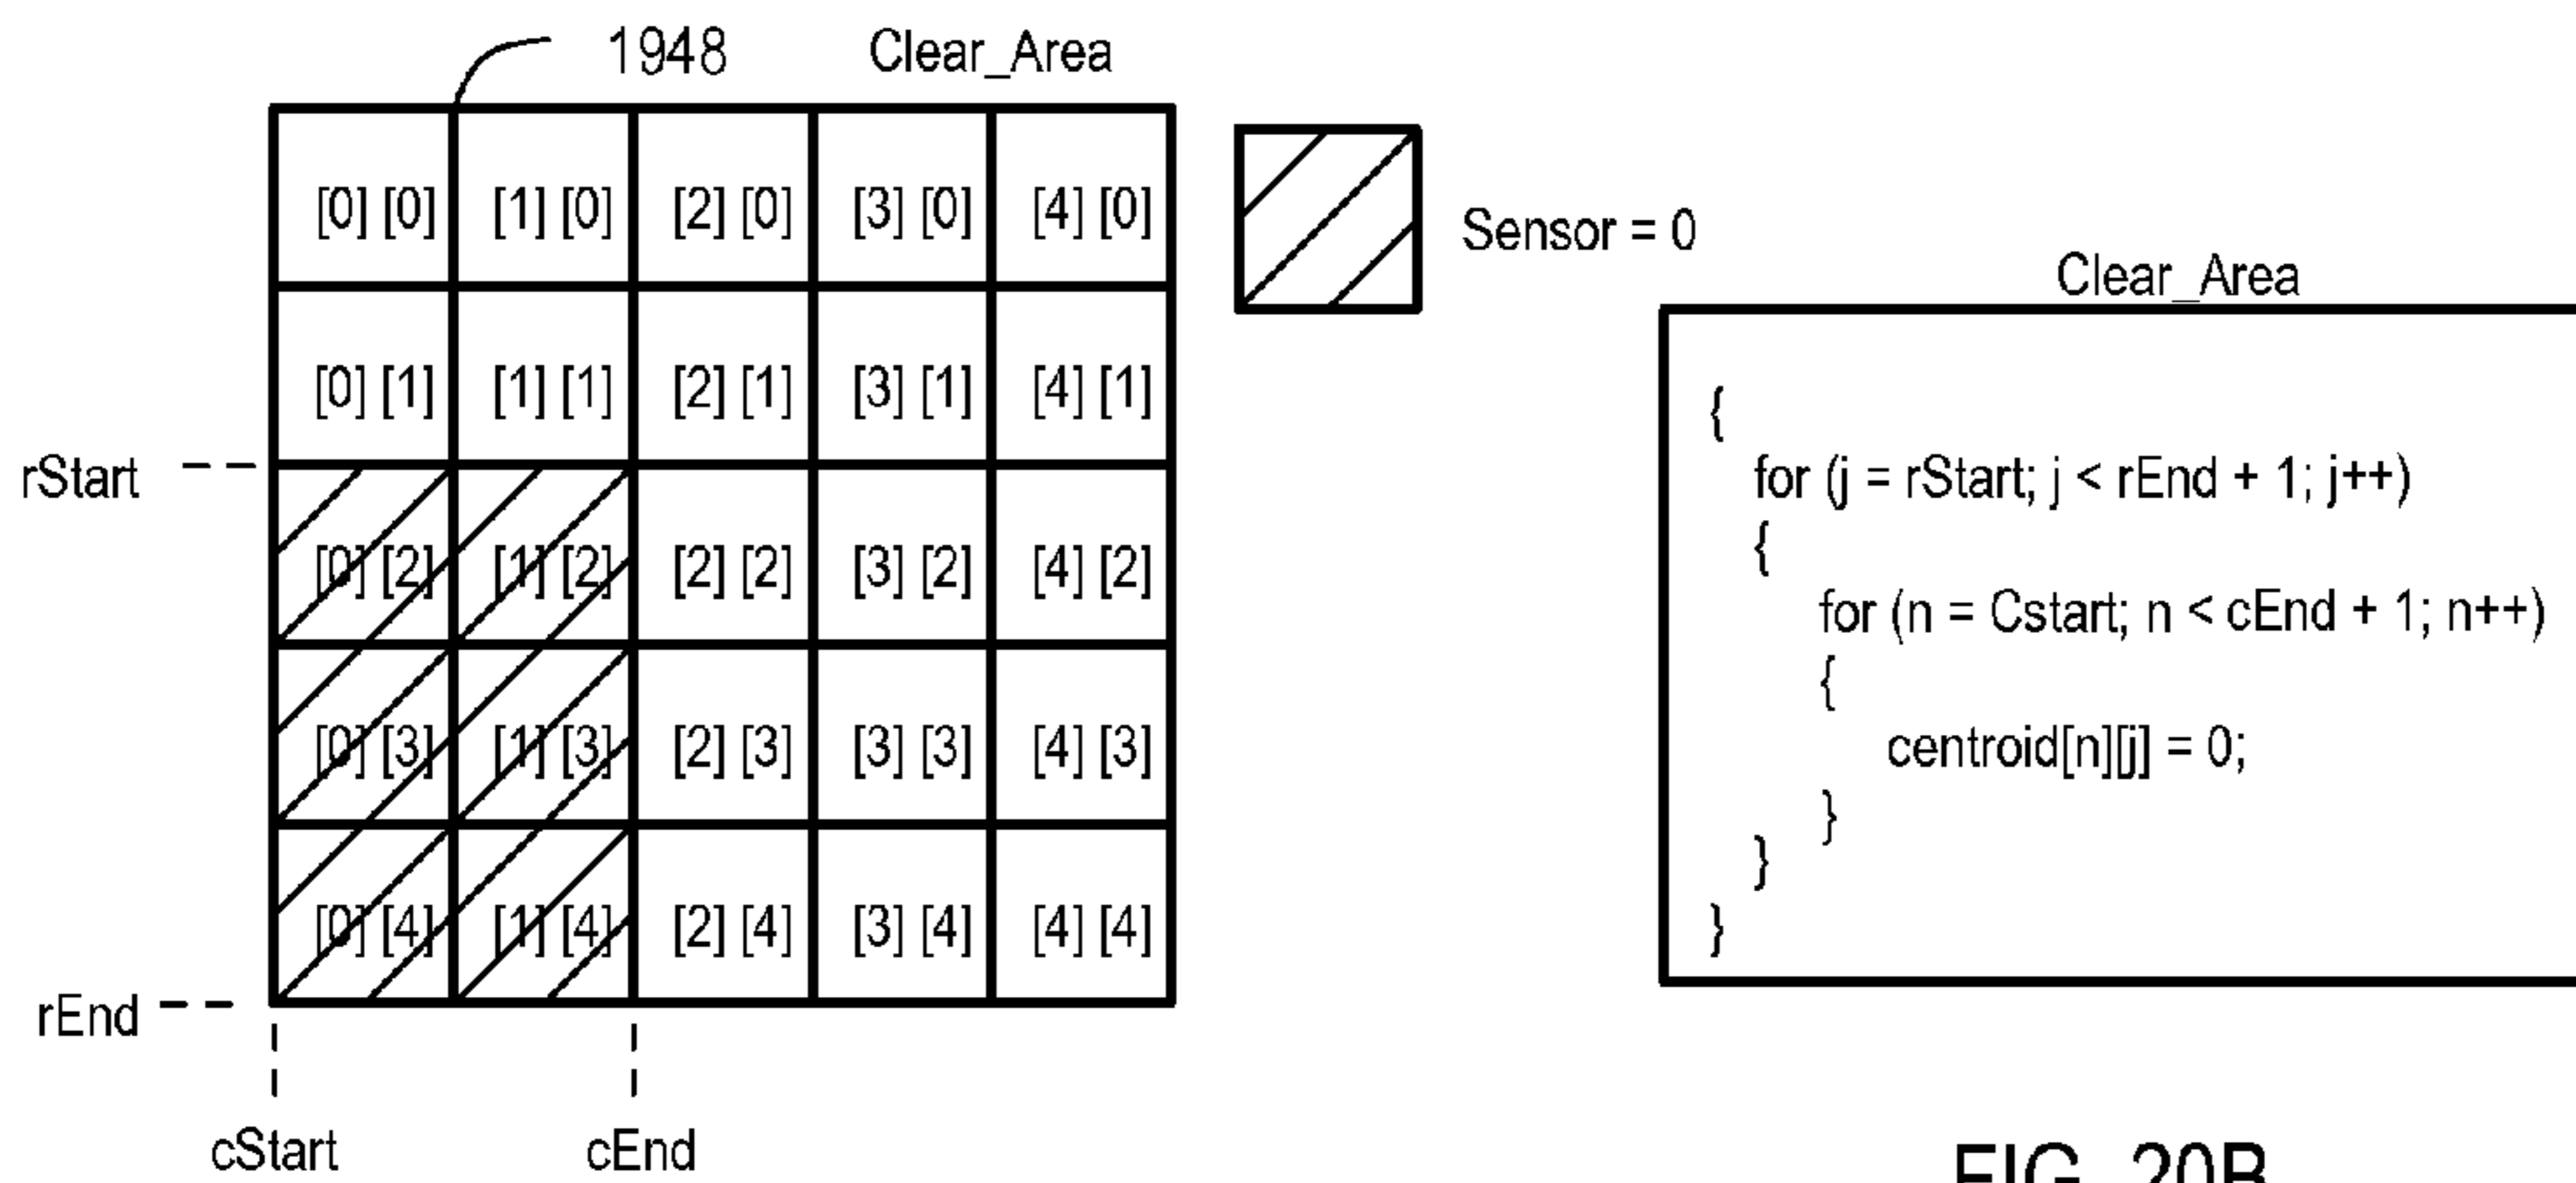 1948 Clear_Area
[0] [0] [1] [0] [2] [0] [3] [0] [4] [0]
Sensor = 0
[0] [1] [1] [1] [2] [1] [3] [1] [4] [1]
rStart
[0] [2] [1] [2] [2] [2] [3] [2] [4] [2]
[0] [3] [1] [3] [2] [3] [3] [3] [4] [3]
[0] [4] [1] [4] [2] [4] [3] [4] [4] [4]
rEnd
cStart cEnd
Clear_Area
{
for (j = rStart; j < rEnd + 1; j++)
{
for (n = Cstart; n < cEnd + 1; n++)
{
centroid[n][j] = 0;
}
}
}
FIG. 20B